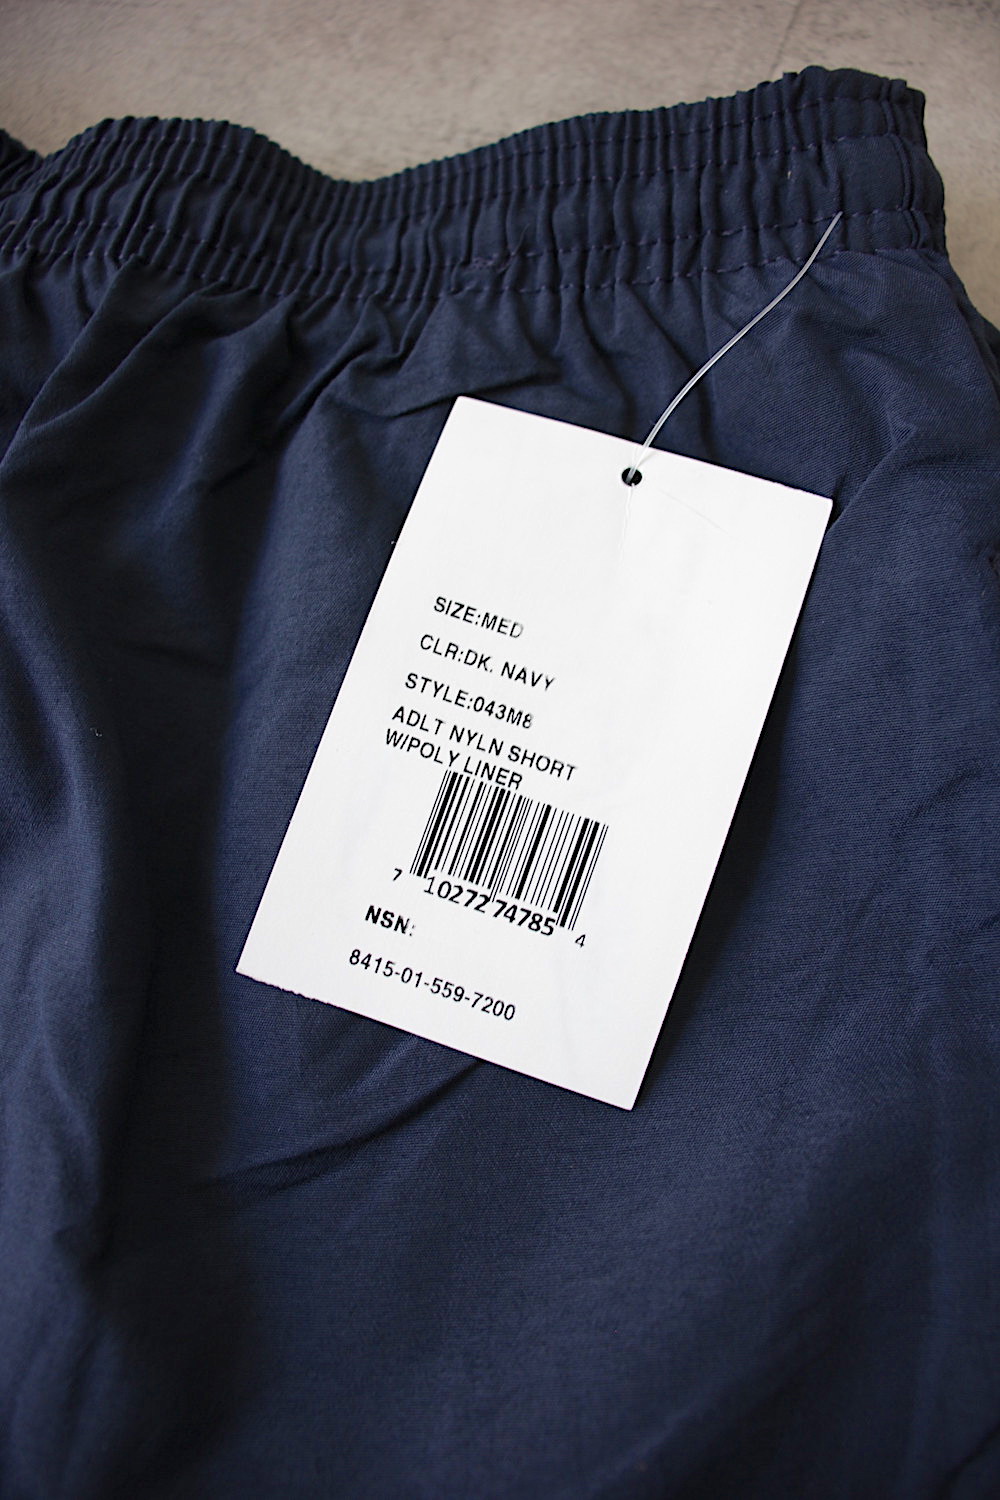 SIZE:MED
CLR:DK. NAVY
STYLE:043M8
ADLT NYLN SHORT
W/POLY LINER
7 10272 74785 4
NSN:
8415-01-559-7200